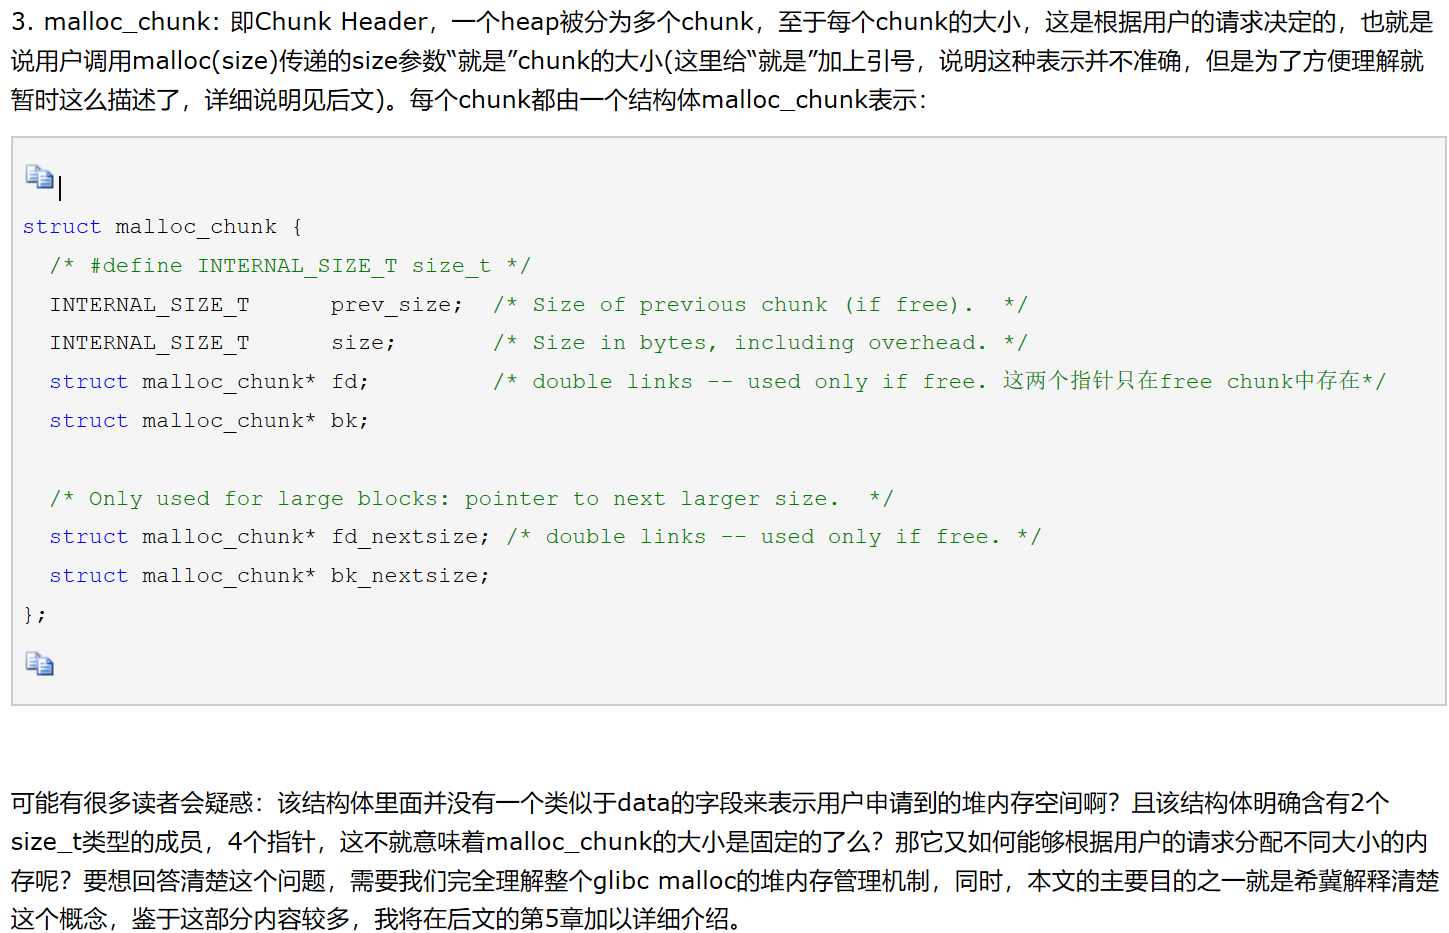 3. malloc_chunk: 即Chunk Header，一个heap被分为多个chunk，至于每个chunk的大小，这是根据用户的请求决定的，也就是
说用户调用malloc(size)传递的size参数“就是”chunk的大小(这里给“就是”加上引号，说明这种表示并不准确，但是为了方便理解就
暂时这么描述了，详细说明见后文)。每个chunk都由一个结构体malloc_chunk表示：
struct malloc_chunk {
  /* #define INTERNAL_SIZE_T size_t */
  INTERNAL_SIZE_T      prev_size;  /* Size of previous chunk (if free).  */
  INTERNAL_SIZE_T      size;       /* Size in bytes, including overhead. */
  struct malloc_chunk* fd;         /* double links -- used only if free. 这两个指针只在free chunk中存在*/
  struct malloc_chunk* bk;
  /* Only used for large blocks: pointer to next larger size.  */
  struct malloc_chunk* fd_nextsize; /* double links -- used only if free. */
  struct malloc_chunk* bk_nextsize;
};
可能有很多读者会疑惑：该结构体里面并没有一个类似于data的字段来表示用户申请到的堆内存空间啊？且该结构体明确含有2个
size_t类型的成员，4个指针，这不就意味着malloc_chunk的大小是固定的了么？那它又如何能够根据用户的请求分配不同大小的内
存呢？要想回答清楚这个问题，需要我们完全理解整个glibc malloc的堆内存管理机制，同时，本文的主要目的之一就是希冀解释清楚
这个概念，鉴于这部分内容较多，我将在后文的第5章加以详细介绍。